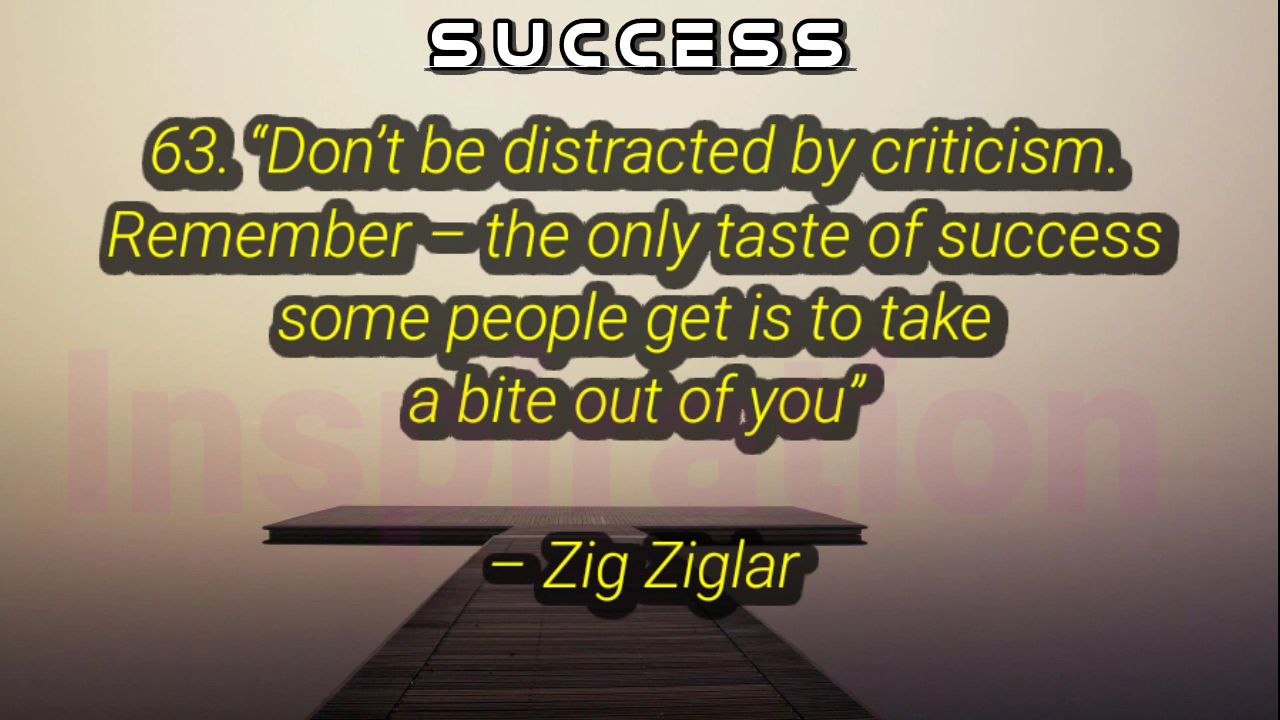 SUCCESS
63. “Don’t be distracted by criticism.
Remember – the only taste of success
some people get is to take
a bite out of you”
Inspiration
– Zig Ziglar